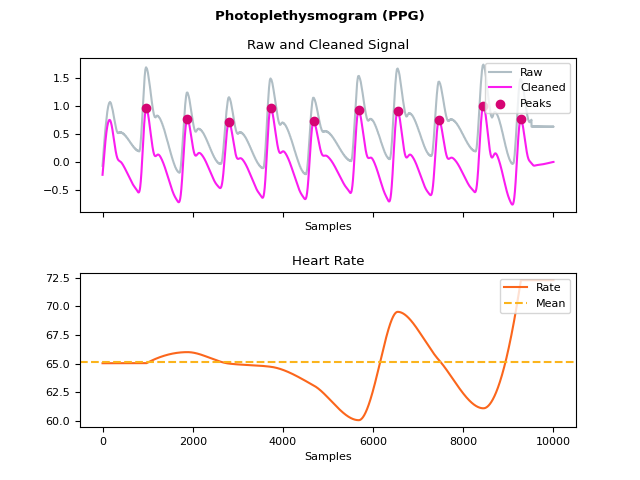 Photoplethysmogram (PPG)
Raw and Cleaned Signal
1.5
1.0
0.5
0.0
−0.5
Raw
Cleaned
Peaks
Samples
Heart Rate
72.5
70.0
67.5
65.0
62.5
60.0
Rate
Mean
0 2000 4000 6000 8000 10000
Samples